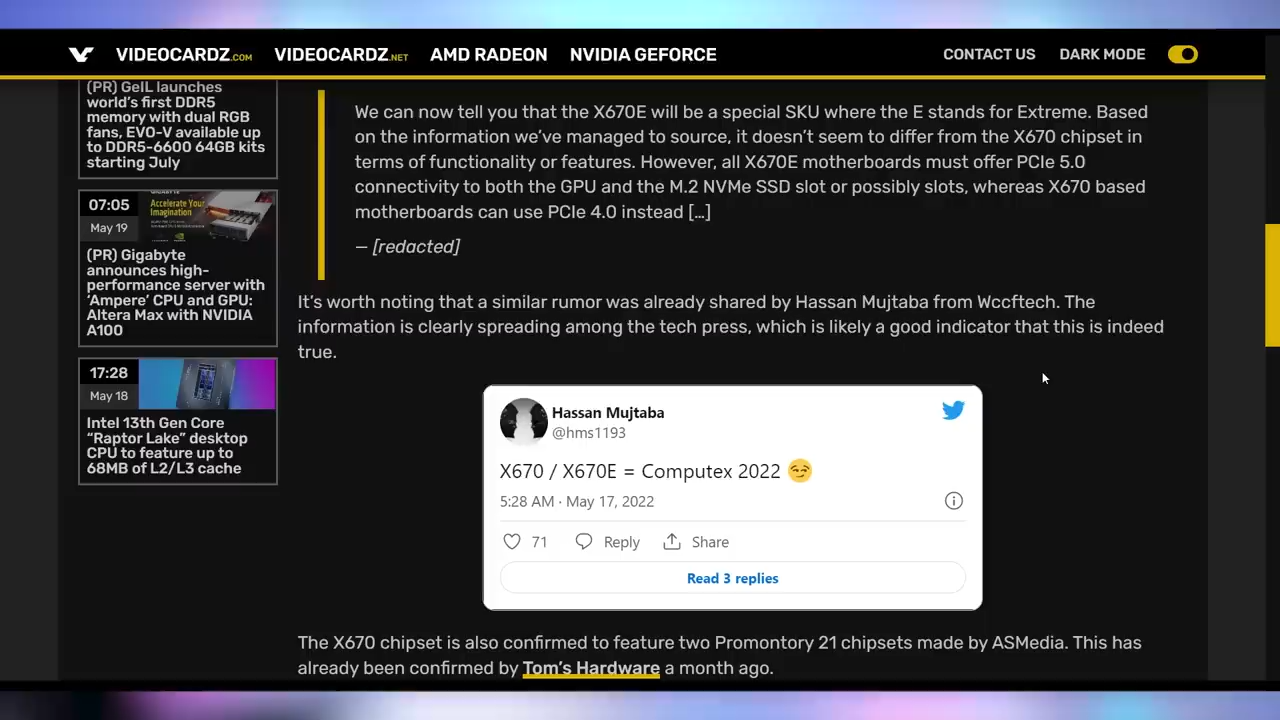 VIDEOCARDZ.COM VIDEOCARDZ.NET AMD RADEON NVIDIA GEFORCE CONTACT US DARK MODE
(PR) GeIL launches
world's first DDR5
memory with dual RGB
fans, EVO-V available up
to DDR5-6600 64GB kits
starting July
07:05
May 19
Accelerate Your
Imagination
(PR) Gigabyte
announces high-
performance server with
'Ampere' CPU and GPU:
Altera Max with NVIDIA
A100
17:28
May 18
Intel 13th Gen Core
“Raptor Lake” desktop
CPU to feature up to
68MB of L2/L3 cache
We can now tell you that the X670E will be a special SKU where the E stands for Extreme. Based
on the information we've managed to source, it doesn't seem to differ from the X670 chipset in
terms of functionality or features. However, all X670E motherboards must offer PCIe 5.0
connectivity to both the GPU and the M.2 NVMe SSD slot or possibly slots, whereas X670 based
motherboards can use PCIe 4.0 instead […]
— [redacted]
It's worth noting that a similar rumor was already shared by Hassan Mujtaba from Wccftech. The
information is clearly spreading among the tech press, which is likely a good indicator that this is indeed
true.
Hassan Mujtaba
@hms1193
X670 / X670E = Computex 2022 😏
5:28 AM · May 17, 2022
71 Reply Share
Read 3 replies
The X670 chipset is also confirmed to feature two Promontory 21 chipsets made by ASMedia. This has
already been confirmed by Tom's Hardware a month ago.